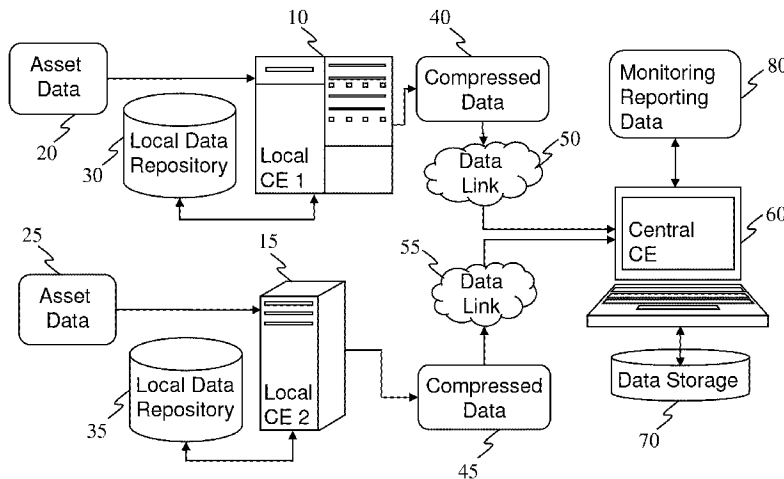 10
40
80
Asset
Data
20
30
Local Data
Repository
Local
CE 1
Compressed
Data
Data
Link
50
Monitoring
Reporting
Data
60
Central
CE
25
15
55
Asset
Data
Data
Link
35
Local Data
Repository
Local
CE 2
Compressed
Data
45
Data Storage
70